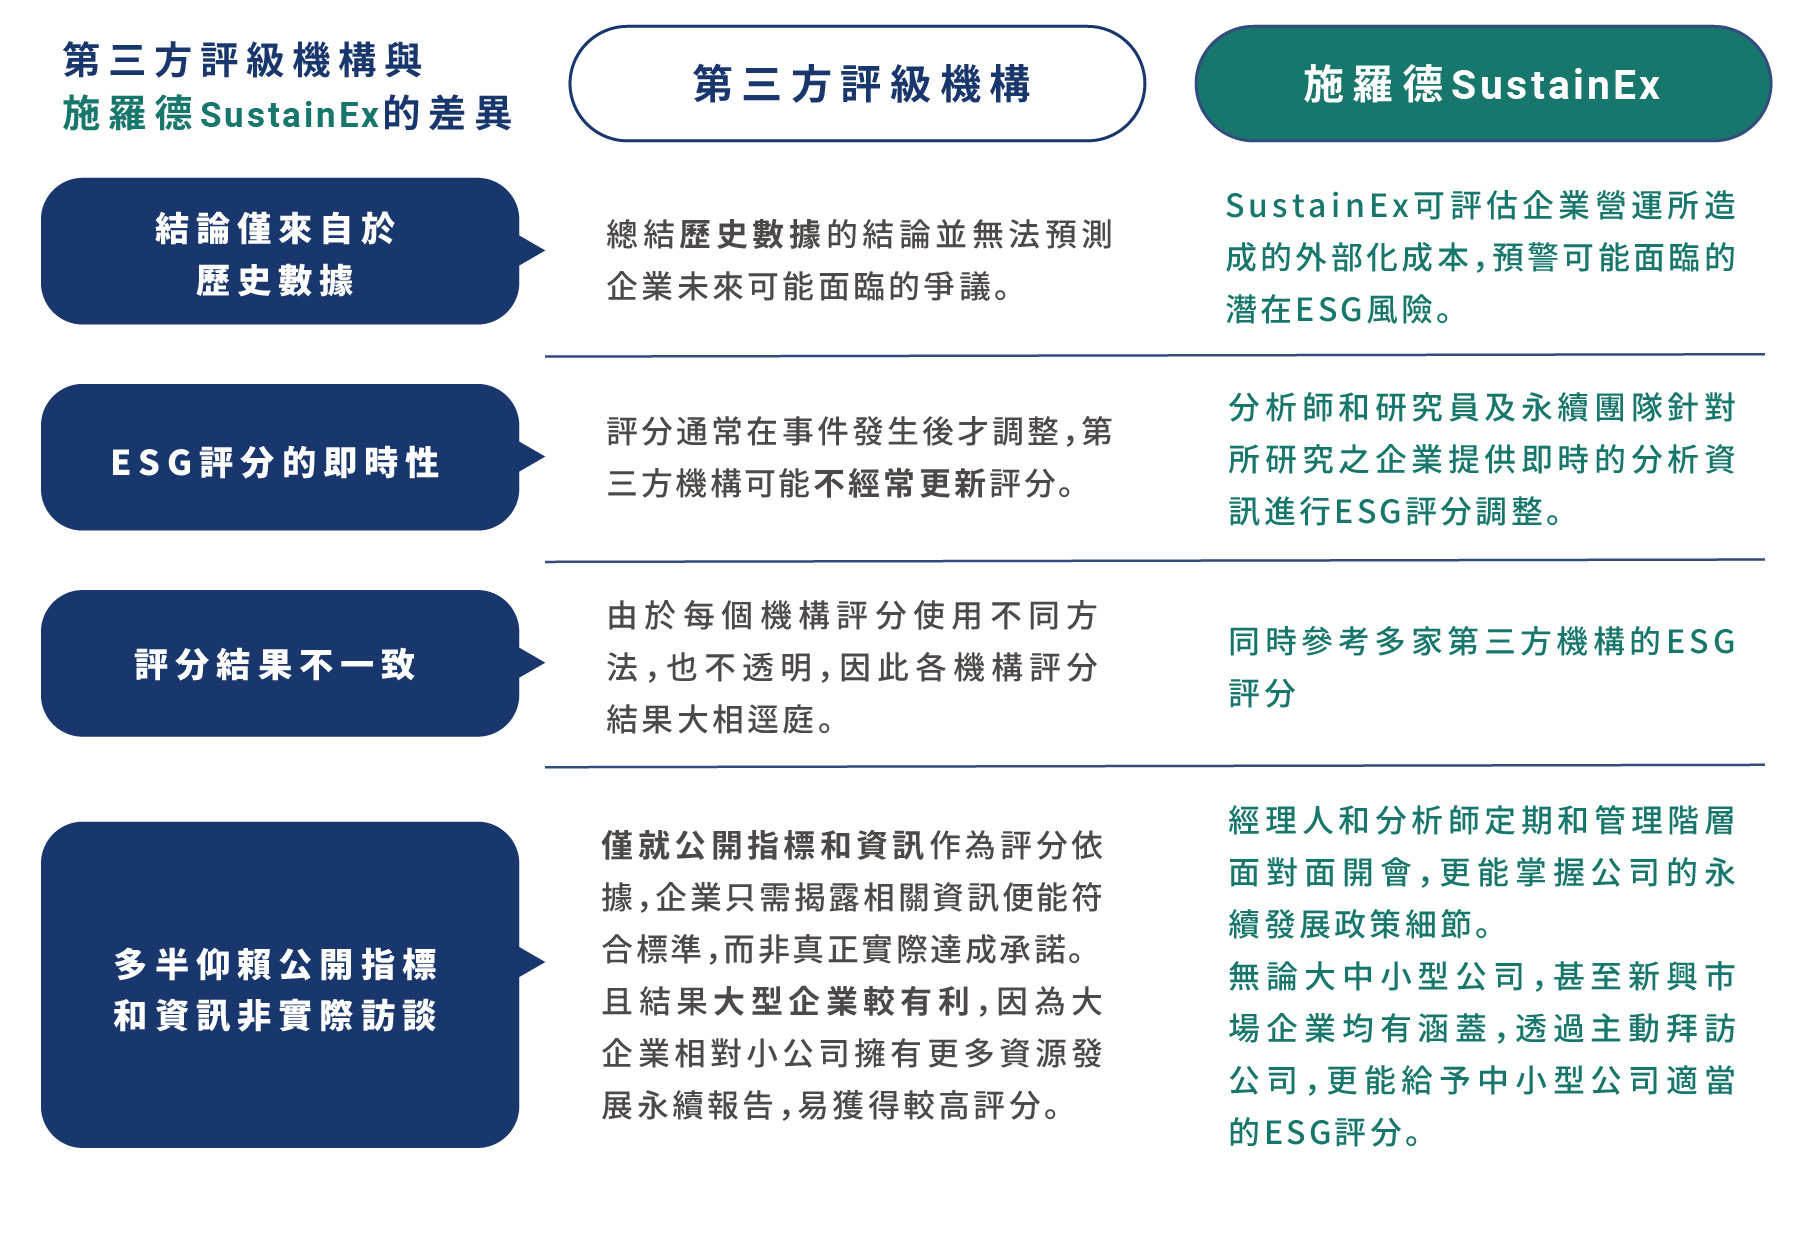 第三方評級機構與
施羅德SustainEx的差異
第三方評級機構
施羅德SustainEx
結論僅來自於
歷史數據
總結歷史數據的結論並無法預測
企業未來可能面臨的爭議。
SustainEx可評估企業營運所造
成的外部化成本,預警可能面臨的
潛在ESG風險。
ESG評分的即時性
評分通常在事件發生後才調整,第
三方機構可能不經常更新評分。
分析師和研究員及永續團隊針對
所研究之企業提供即時的分析資
訊進行ESG評分調整。
評分結果不一致
由於每個機構評分使用不同方
法,也不透明,因此各機構評分
結果大相逕庭。
同時參考多家第三方機構的ESG
評分
多半仰賴公開指標
和資訊非實際訪談
僅就公開指標和資訊作為評分依
據,企業只需揭露相關資訊便能符
合標準,而非真正實際達成承諾。
且結果大型企業較有利,因為大
企業相對小公司擁有更多資源發
展永續報告,易獲得較高評分。
經理人和分析師定期和管理階層
面對面開會,更能掌握公司的永
續發展政策細節。
無論大中小型公司,甚至新興市
場企業均有涵蓋,透過主動拜訪
公司,更能給予中小型公司適當
的ESG評分。